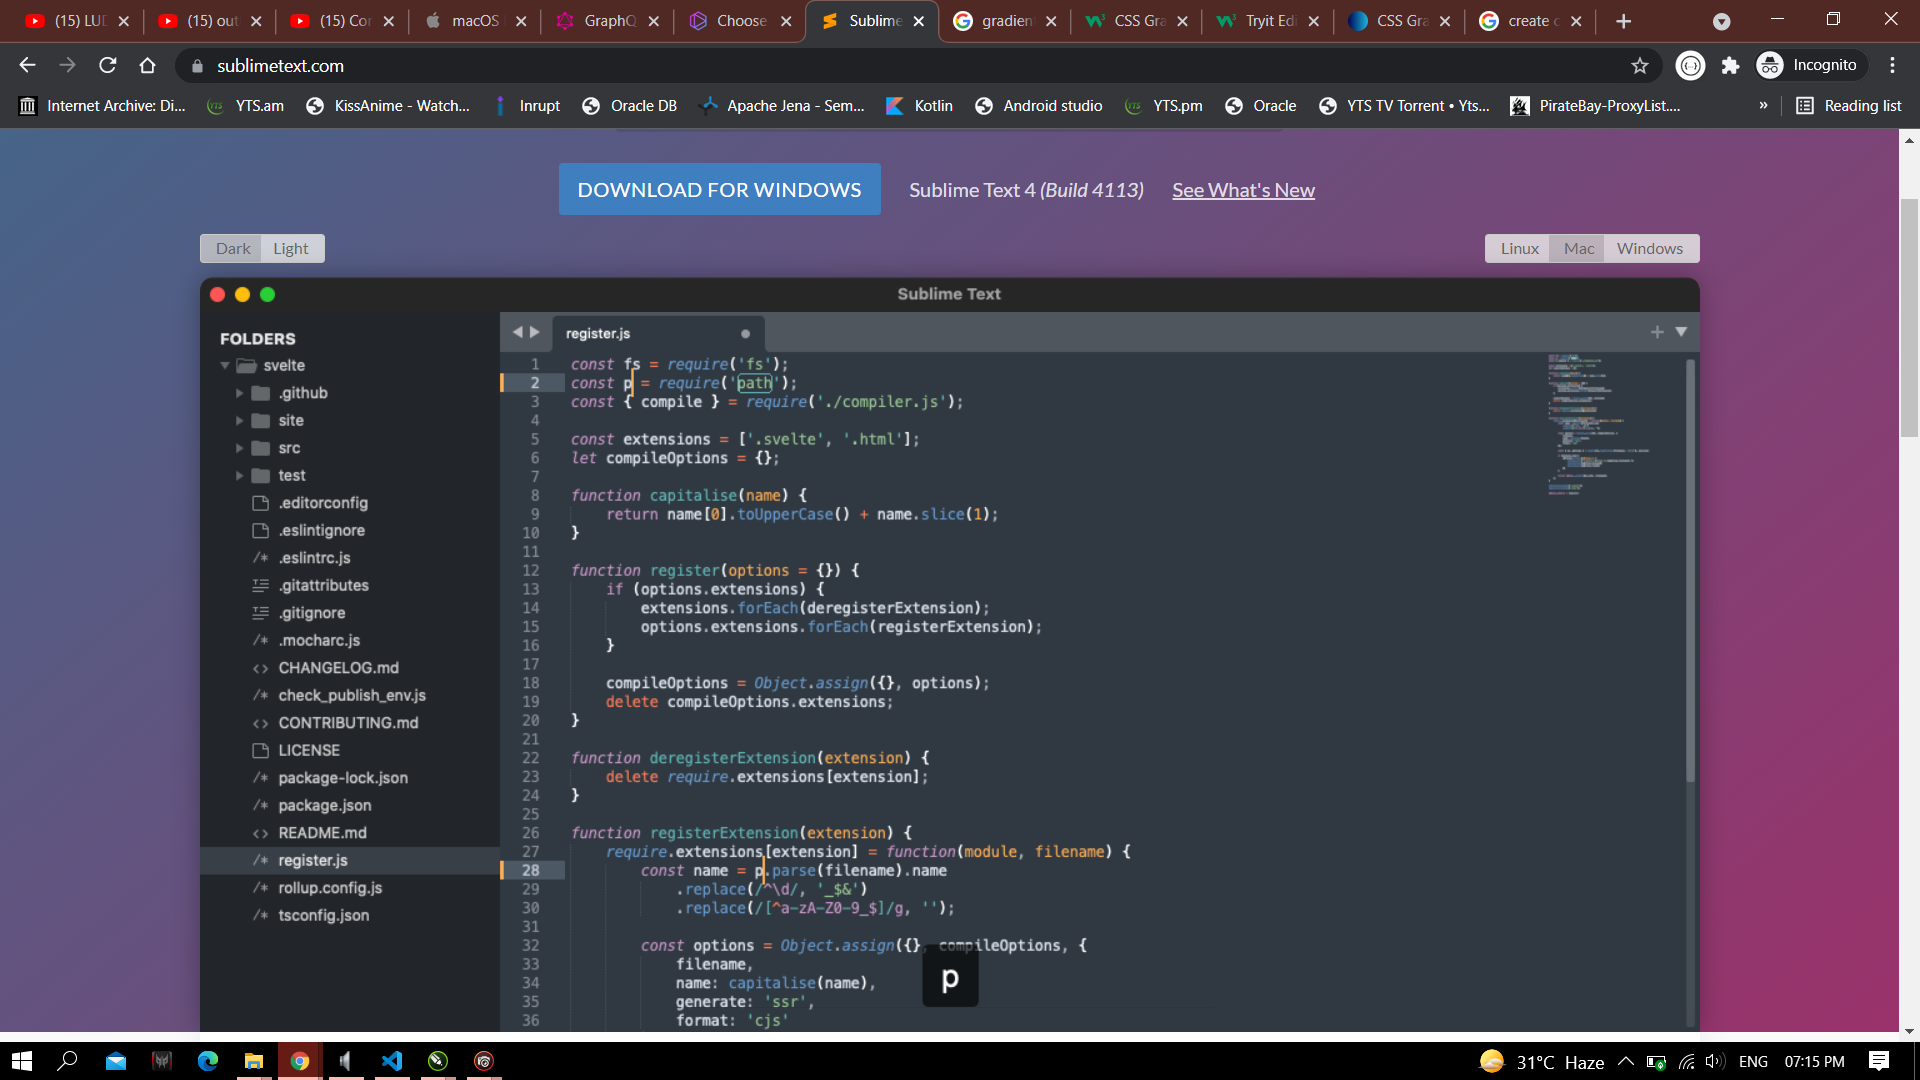 (15) LUD
(15) out
(15) Cor
macOS
GraphQ
Choose
Sublime
gradien
CSS Gra
Tryit Edi
CSS Gra
create c
sublimetext.com
Incognito
Internet Archive: Di...
YTS.am
KissAnime - Watch...
Inrupt
Oracle DB
Apache Jena - Sem...
Kotlin
Android studio
YTS.pm
Oracle
YTS TV Torrent • Yts...
PirateBay-ProxyList....
»
Reading list
DOWNLOAD FOR WINDOWS
Sublime Text 4 (Build 4113)
See What's New
Dark Light
Linux Mac Windows
Sublime Text
FOLDERS
svelte
.github
site
src
test
.editorconfig
.eslintignore
/* .eslintrc.js
.gitattributes
.gitignore
/* .mocharc.js
<> CHANGELOG.md
/* check_publish_env.js
<> CONTRIBUTING.md
LICENSE
/* package-lock.json
/* package.json
<> README.md
/* register.js
/* rollup.config.js
/* tsconfig.json
register.js
1 const fs = require('fs');
2 const p = require('path');
3 const { compile } = require('./compiler.js');
4
5 const extensions = ['.svelte', '.html'];
6 let compileOptions = {};
7
8 function capitalise(name) {
9 return name[0].toUpperCase() + name.slice(1);
10 }
11
12 function register(options = {}) {
13 if (options.extensions) {
14 extensions.forEach(deregisterExtension);
15 options.extensions.forEach(registerExtension);
16 }
17
18 compileOptions = Object.assign({}, options);
19 delete compileOptions.extensions;
20 }
21
22 function deregisterExtension(extension) {
23 delete require.extensions[extension];
24 }
25
26 function registerExtension(extension) {
27 require.extensions[extension] = function(module, filename) {
28 const name = p.parse(filename).name
29 .replace(/^\d/, '_$&')
30 .replace(/[^a-zA-Z0-9_$]/g, '');
31
32 const options = Object.assign({}, compileOptions, {
33 filename,
34 name: capitalise(name),
35 generate: 'ssr',
36 format: 'cjs'
p
31°C Haze
ENG
07:15 PM